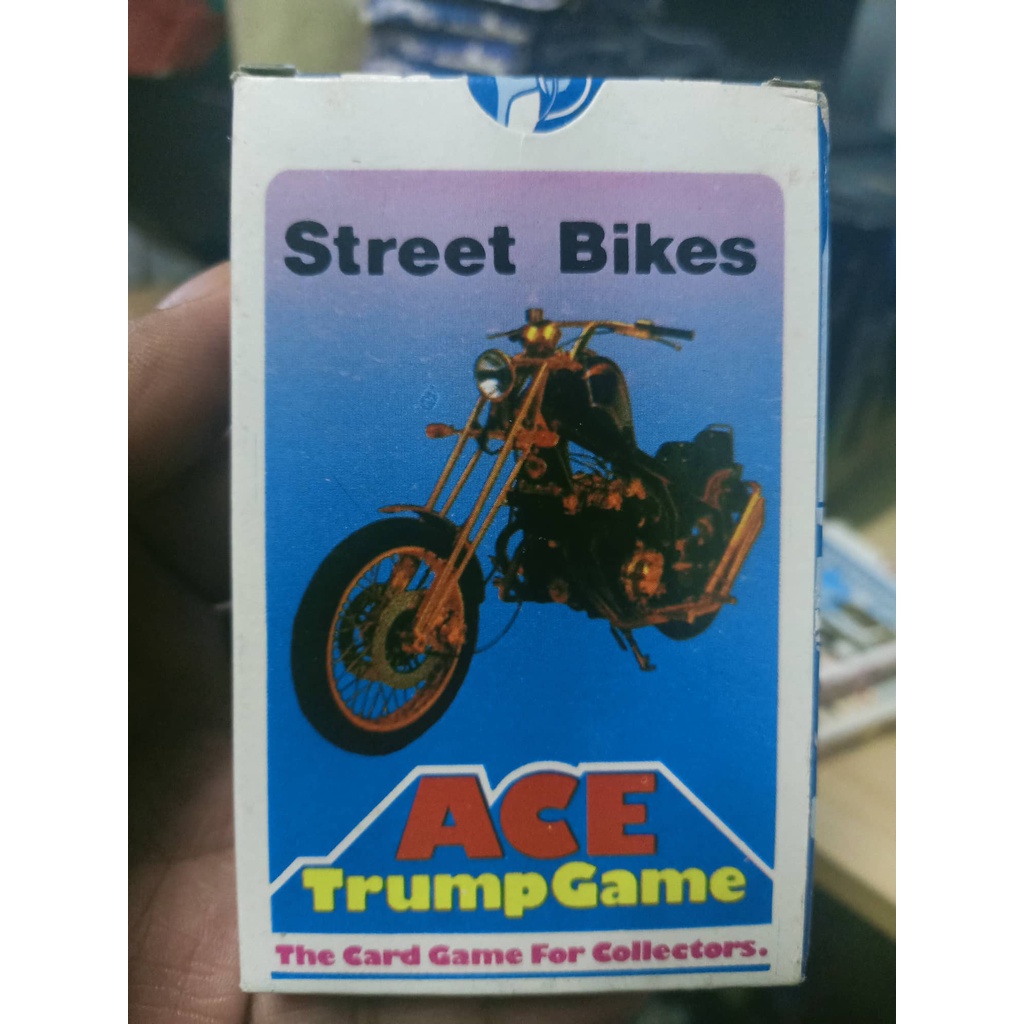 Street Bikes
ACE
TrumpGame
The Card Game For Collectors.